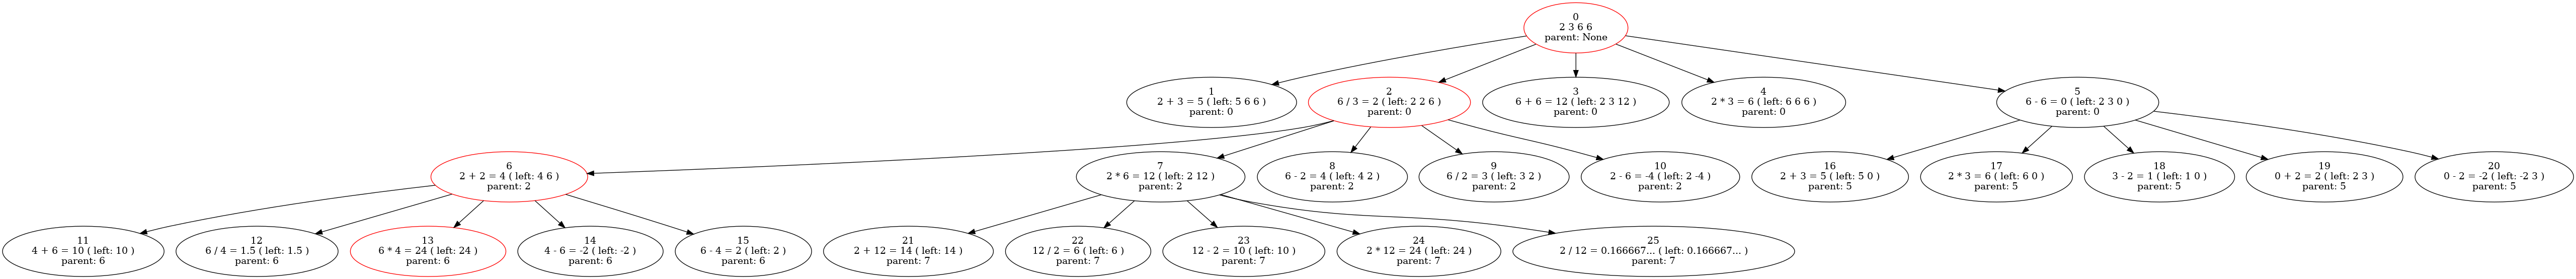 0
2 3 6 6
parent: None
1
2 + 3 = 5 ( left: 5 6 6 )
parent: 0
2
6 / 3 = 2 ( left: 2 2 6 )
parent: 0
3
6 + 6 = 12 ( left: 2 3 12 )
parent: 0
4
2 * 3 = 6 ( left: 6 6 6 )
parent: 0
5
6 - 6 = 0 ( left: 2 3 0 )
parent: 0
6
2 + 2 = 4 ( left: 4 6 )
parent: 2
7
2 * 6 = 12 ( left: 2 12 )
parent: 2
8
6 - 2 = 4 ( left: 4 2 )
parent: 2
9
6 / 2 = 3 ( left: 3 2 )
parent: 2
10
2 - 6 = -4 ( left: 2 -4 )
parent: 2
16
2 + 3 = 5 ( left: 5 0 )
parent: 5
17
2 * 3 = 6 ( left: 6 0 )
parent: 5
18
3 - 2 = 1 ( left: 1 0 )
parent: 5
19
0 + 2 = 2 ( left: 2 3 )
parent: 5
20
0 - 2 = -2 ( left: -2 3 )
parent: 5
11
4 + 6 = 10 ( left: 10 )
parent: 6
12
6 / 4 = 1.5 ( left: 1.5 )
parent: 6
13
6 * 4 = 24 ( left: 24 )
parent: 6
14
4 - 6 = -2 ( left: -2 )
parent: 6
15
6 - 4 = 2 ( left: 2 )
parent: 6
21
2 + 12 = 14 ( left: 14 )
parent: 7
22
12 / 2 = 6 ( left: 6 )
parent: 7
23
12 - 2 = 10 ( left: 10 )
parent: 7
24
2 * 12 = 24 ( left: 24 )
parent: 7
25
2 / 12 = 0.166667... ( left: 0.166667... )
parent: 7